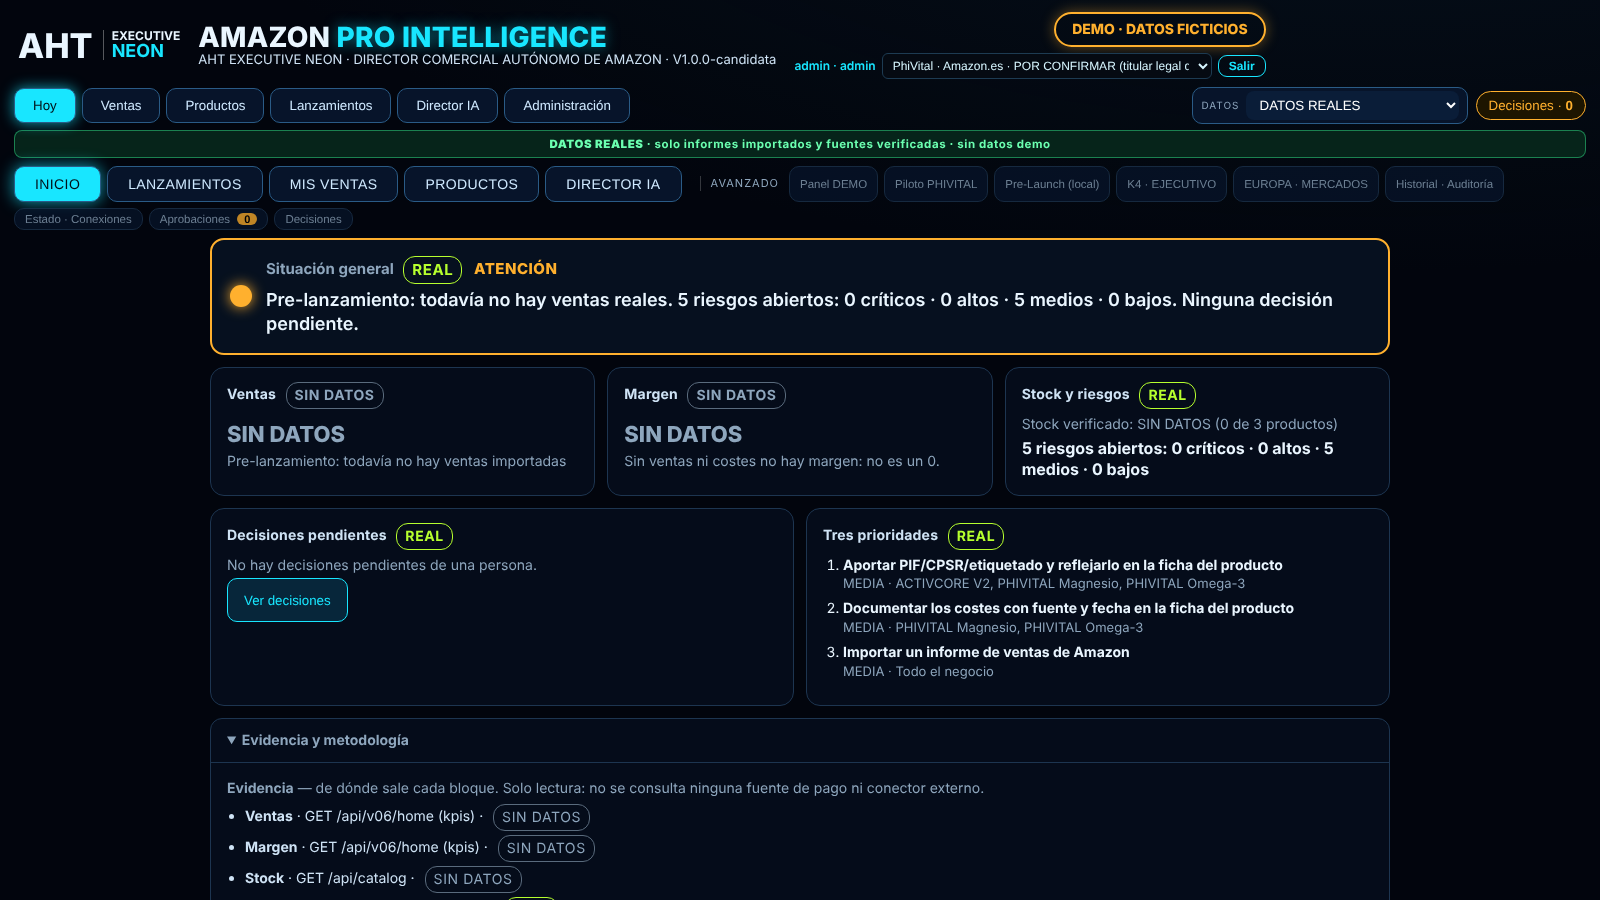 AHT
EXECUTIVE
NEON
AMAZON PRO INTELLIGENCE
AHT EXECUTIVE NEON · DIRECTOR COMERCIAL AUTÓNOMO DE AMAZON · V1.0.0-candidata
DEMO · DATOS FICTICIOS
admin · admin
PhiVital · Amazon.es · POR CONFIRMAR (titular legal
Salir
Hoy
Ventas
Productos
Lanzamientos
Director IA
Administración
DATOS
DATOS REALES
Decisiones · 0
DATOS REALES · solo informes importados y fuentes verificadas · sin datos demo
INICIO
LANZAMIENTOS
MIS VENTAS
PRODUCTOS
DIRECTOR IA
AVANZADO
Panel DEMO
Piloto PHIVITAL
Pre-Launch (local)
K4 · EJECUTIVO
EUROPA · MERCADOS
Historial · Auditoría
Estado · Conexiones
Aprobaciones 0
Decisiones
Situación general REAL ATENCIÓN
Pre-lanzamiento: todavía no hay ventas reales. 5 riesgos abiertos: 0 críticos · 0 altos · 5 medios · 0 bajos. Ninguna decisión
pendiente.
Ventas SIN DATOS
SIN DATOS
Pre-lanzamiento: todavía no hay ventas importadas
Margen SIN DATOS
SIN DATOS
Sin ventas ni costes no hay margen: no es un 0.
Stock y riesgos REAL
Stock verificado: SIN DATOS (0 de 3 productos)
5 riesgos abiertos: 0 críticos · 0 altos · 5
medios · 0 bajos
Decisiones pendientes REAL
No hay decisiones pendientes de una persona.
Ver decisiones
Tres prioridades REAL
1. Aportar PIF/CPSR/etiquetado y reflejarlo en la ficha del producto
MEDIA · ACTIVCORE V2, PHIVITAL Magnesio, PHIVITAL Omega-3
2. Documentar los costes con fuente y fecha en la ficha del producto
MEDIA · PHIVITAL Magnesio, PHIVITAL Omega-3
3. Importar un informe de ventas de Amazon
MEDIA · Todo el negocio
▼ Evidencia y metodología
Evidencia — de dónde sale cada bloque. Solo lectura: no se consulta ninguna fuente de pago ni conector externo.
• Ventas · GET /api/v06/home (kpis) · SIN DATOS
• Margen · GET /api/v06/home (kpis) · SIN DATOS
• Stock · GET /api/catalog · SIN DATOS